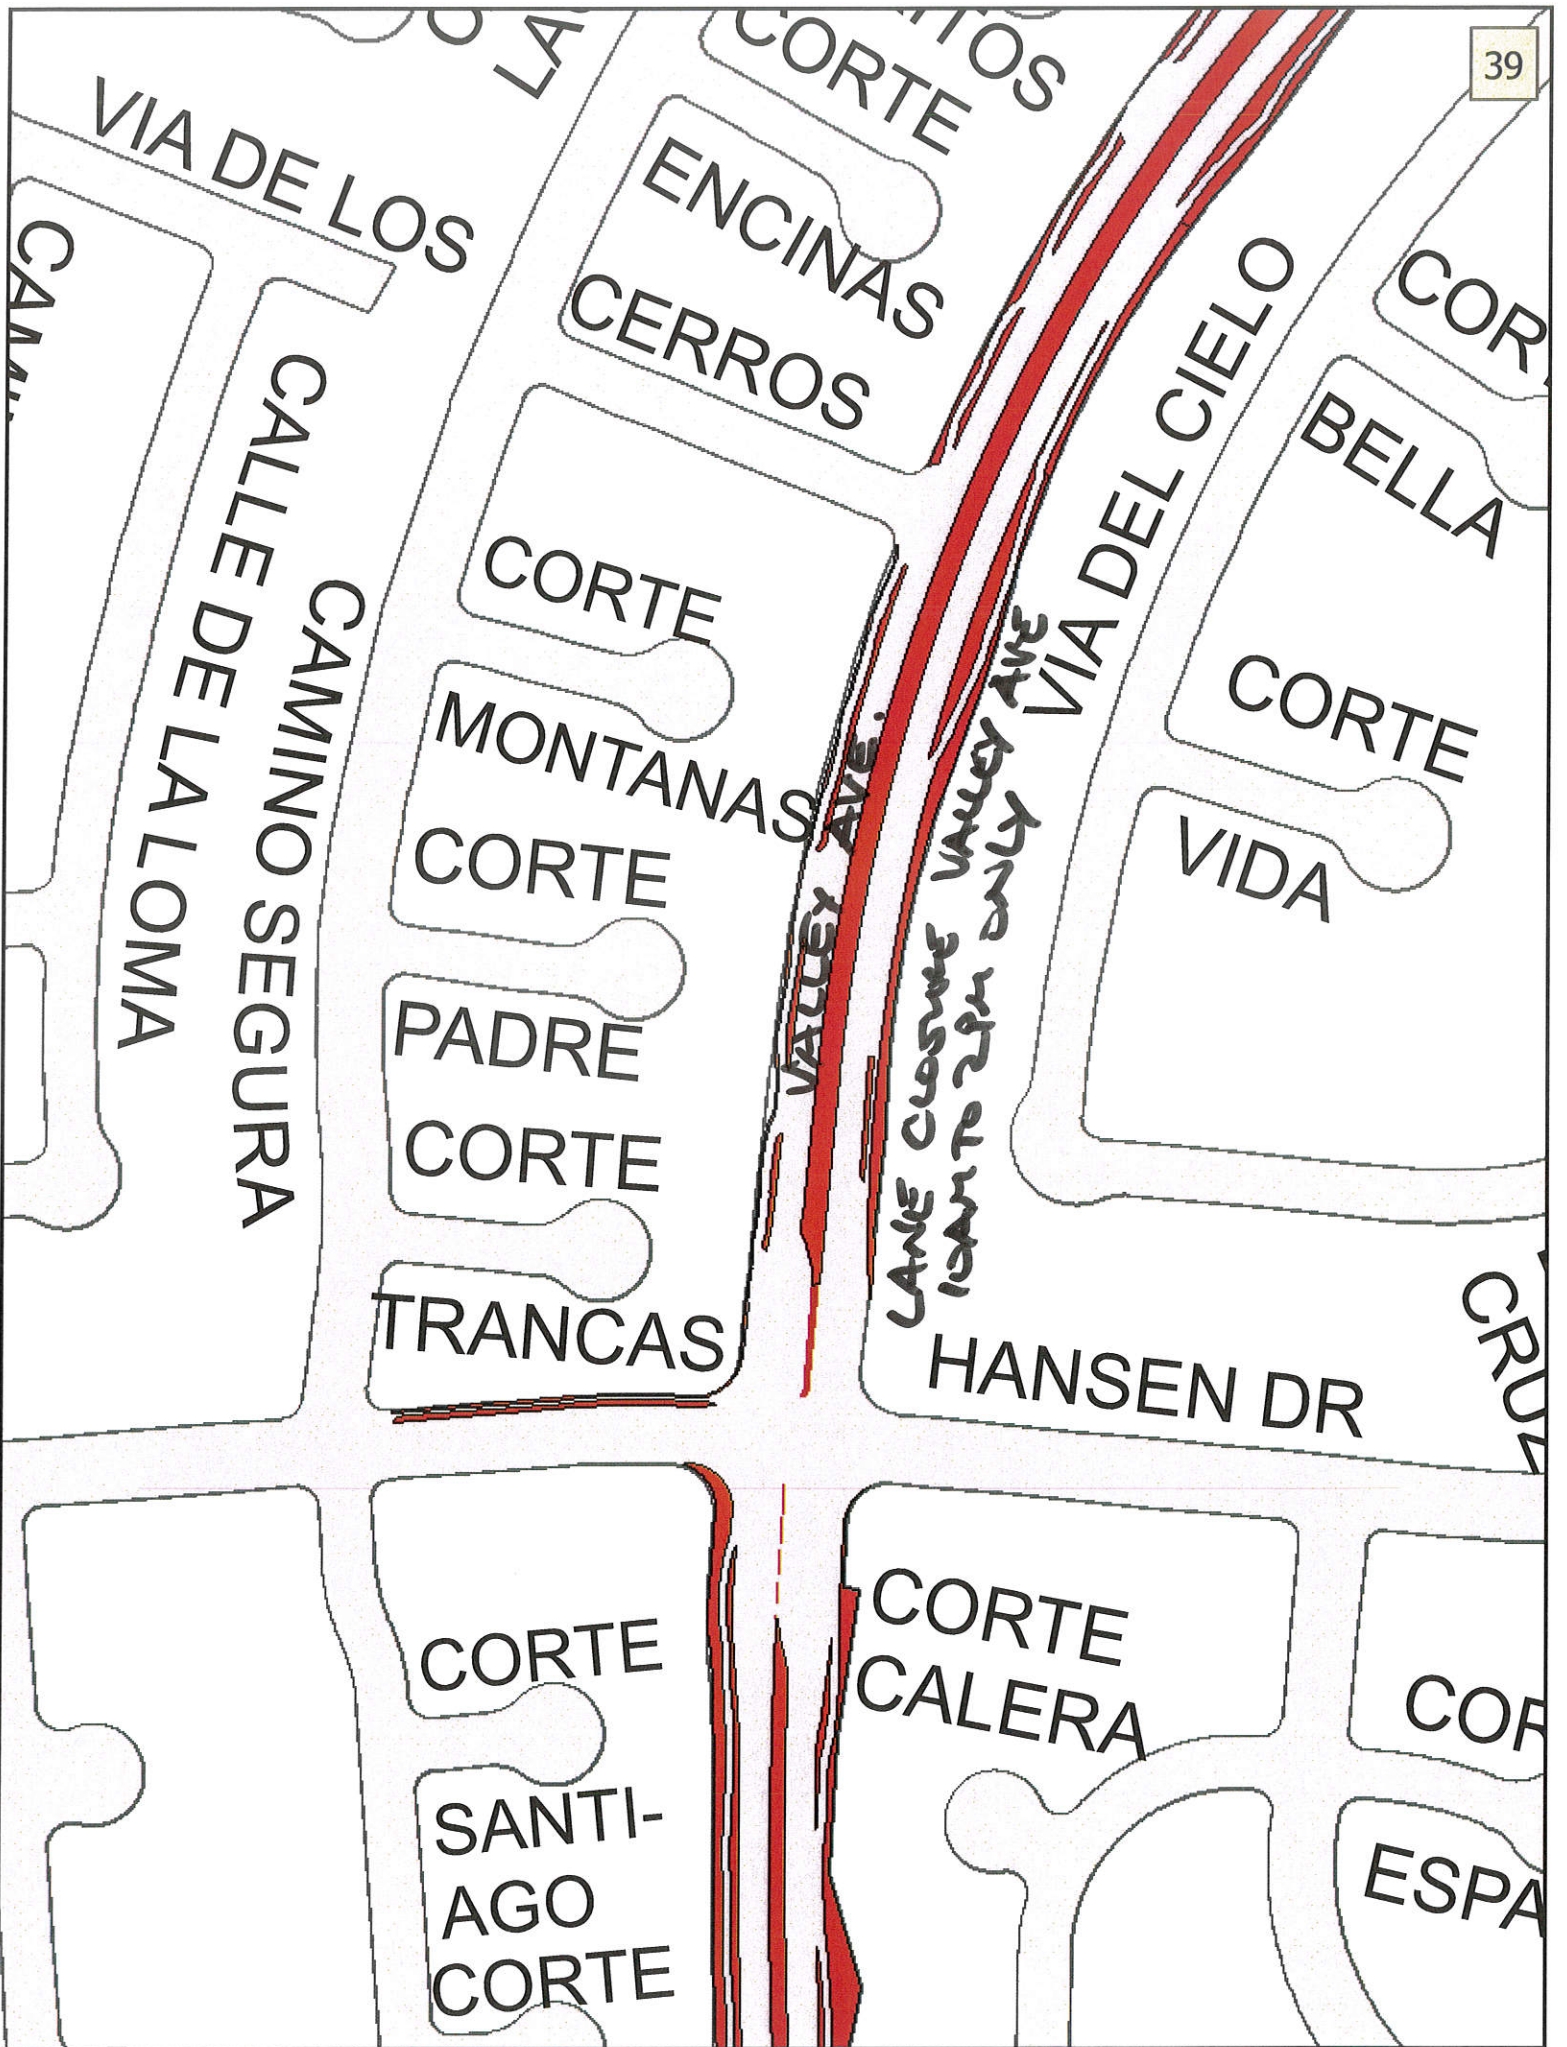 39
ITOS
CORTE
ENCINAS
CERROS
VIA DE LOS
CALLE DE LA LOMA
CAMINO SEGURA
CORTE
MONTANAS
CORTE
PADRE
CORTE
TRANCAS
VALLEY AVE.
LANE CLOSURE VALLEY AVE
10AM TO 2PM ONLY
VIA DEL CIELO
COR
BELLA
CORTE
VIDA
HANSEN DR
CRUZ
CORTE
SANTI-
AGO
CORTE
CORTE
CALERA
COR
ESPA